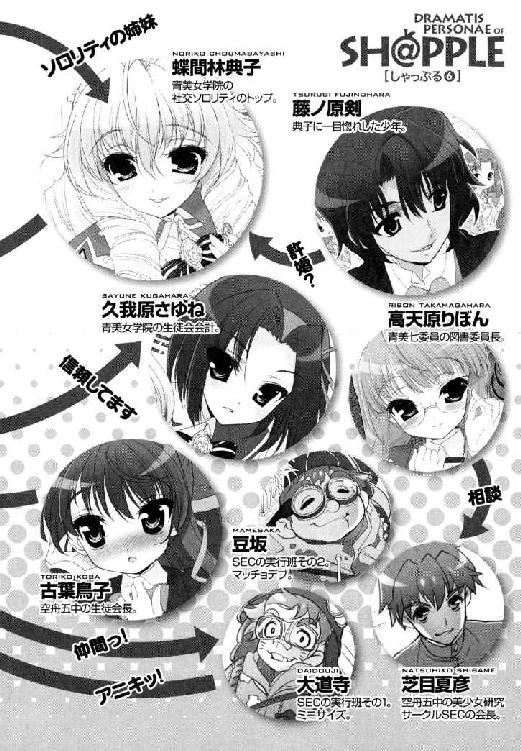 DRAMATIS
PERSONAE OF
SH@PPLE
[しゃっぷる⑥]
ソロリティの姉妹
NORIKO CHOUMABAYASHI
蝶間林典子
青美女学院の
社交ソロリティのトップ。
TSURUGI FUJINOHARA
藤ノ原剣
典子に一目惚れした少年。
許婚?
SAYUNE KUGAHARA
久我原さゆね
青美女学院の生徒会会計。
RIBON TAKAMAGAHARA
高天原りぼん
青美七委員の図書委員長。
信頼してます
相談
TORIKO KOBA
古葉鳥子
空舟五中の生徒会長。
MAMESAKA
豆坂
SECの実行班その2。
マッチョデブ。
仲間っ!
アニキッ!
DAIDOUJI
大道寺
SECの実行班その1。
ミニサイズ。
NATSUHIKO SHIBAME
芝目夏彦
空舟五中の美少女研究
サークルSECの会長。